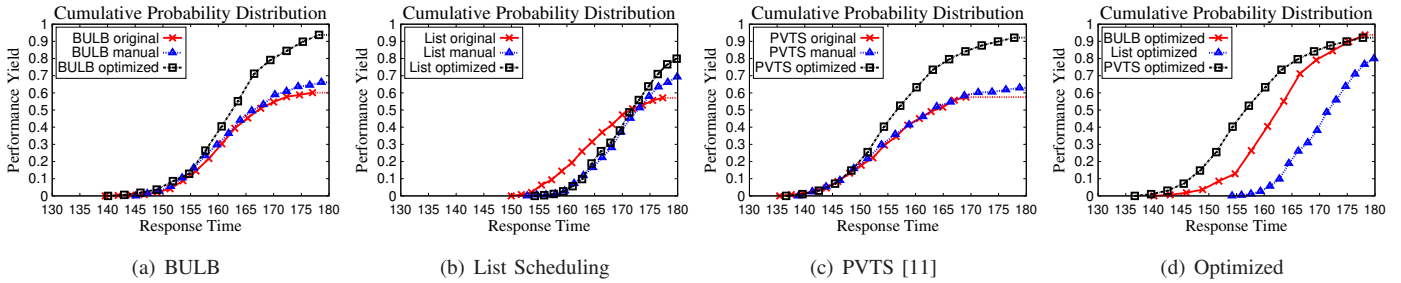 Cumulative Probability Distribution
Performance Yield
0.9
0.8
0.7
0.6
0.5
0.4
0.3
0.2
0.1
0
BULB original
BULB manual
BULB optimized
130 135 140 145 150 155 160 165 170 175 180
Response Time
(a) BULB
Cumulative Probability Distribution
Performance Yield
0.9
0.8
0.7
0.6
0.5
0.4
0.3
0.2
0.1
0
List original
List manual
List optimized
130 135 140 145 150 155 160 165 170 175 180
Response Time
(b) List Scheduling
Cumulative Probability Distribution
Performance Yield
0.9
0.8
0.7
0.6
0.5
0.4
0.3
0.2
0.1
0
PVTS original
PVTS manual
PVTS optimized
130 135 140 145 150 155 160 165 170 175 180
Response Time
(c) PVTS [11]
Cumulative Probability Distribution
Performance Yield
1
0.9
0.8
0.7
0.6
0.5
0.4
0.3
0.2
0.1
0
BULB optimized
List optimized
PVTS optimized
130 135 140 145 150 155 160 165 170 175 180
Response Time
(d) Optimized